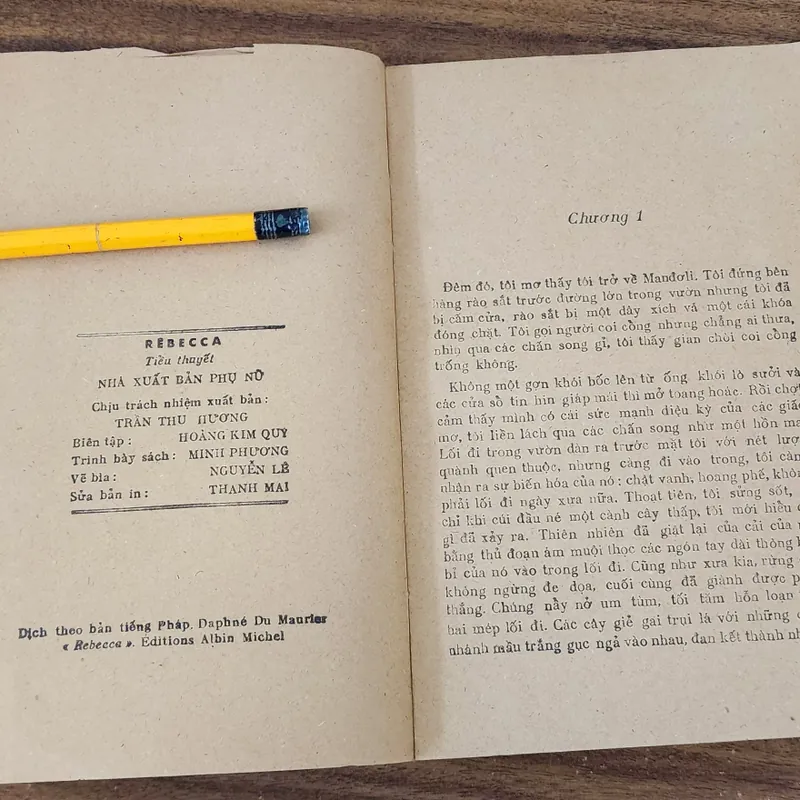 RÊBECCA
Tiểu thuyết
NHÀ XUẤT BẢN PHỤ NỮ
Chịu trách nhiệm xuất bản:
TRẦN THU HƯƠNG
Biên tập: HOÀNG KIM QUÝ
Trình bày sách: MINH PHƯƠNG
Vẽ bìa: NGUYỄN LÊ
Sửa bản in: THANH MAI
Dịch theo bản tiếng Pháp. Daphné Du Maurier
« Rebecca ». Éditions Albin Michel
Chương 1
Đêm đó, tôi mơ thấy tôi trở về Manđơli. Tôi đứng bên
hàng rào sắt trước đường lớn trong vườn nhưng tôi đã
bị cấm cửa, rào sắt bị một dây xích và một cái khóa
đóng chặt. Tôi gọi người coi cổng nhưng chẳng ai thưa,
nhìn qua các chấn song gỉ, tôi thấy gian chòi coi cổng
trống không.
Không một gợn khói bốc lên từ ống khói lò sưởi và
các cửa sổ tin hin giáp mái thì mở toang hoác. Rồi chợt
cảm thấy mình có cái sức mạnh diệu kỳ của các giấc
mơ, tôi liền lách qua các chấn song như một hồn ma
Lối đi trong vườn dàn ra trước mặt tôi với nét lượn
quành quen thuộc, nhưng càng đi vào trong, tôi càng
nhận ra sự biến hóa của nó: chật vanh, hoang phế, không
phải lối đi ngày xưa nữa. Thoạt tiên, tôi sửng sốt,
chỉ khi cúi đầu né một cành cây thấp, tôi mới hiểu
gì đã xảy ra. Thiên nhiên đã giật lại của cải của
bằng thủ đoạn ám muội thọc các ngón tay dài thòng
bỉ của nó vào trong lối đi. Cũng như xưa kia, rừng
không ngừng đe dọa, cuối cùng đã giành được
thắng. Chúng nảy nở um tùm, tối tăm hỗn loạn
hai mép lối đi. Các cây giẻ gai trụi lá với những
nhánh mầu trắng gục ngả vào nhau, đan kết thành